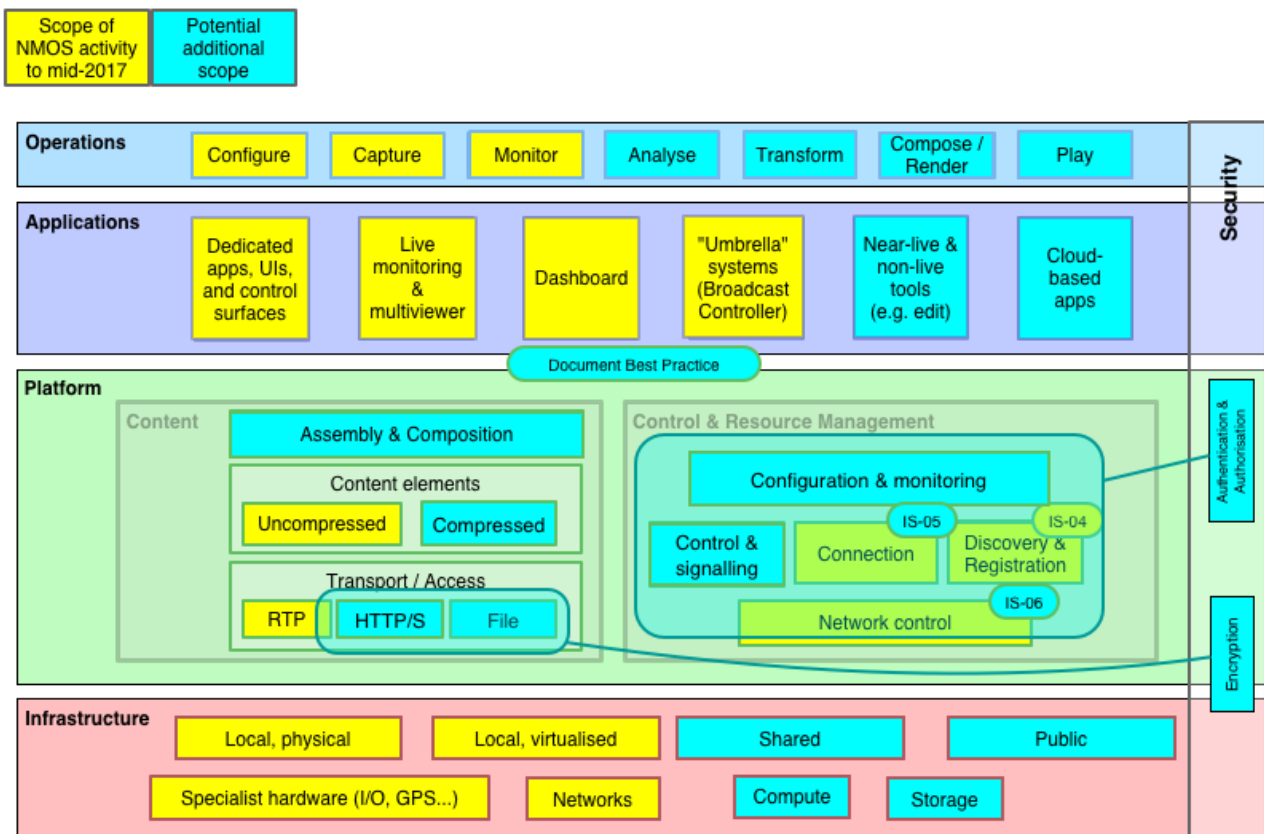 Scope of
NMOS activity
to mid-2017
Potential
additional
scope
Operations
Configure
Capture
Monitor
Analyse
Transform
Compose /
Render
Play
Security
Applications
Dedicated
apps, UIs,
and control
surfaces
Live
monitoring
&
multiviewer
Dashboard
"Umbrella"
systems
(Broadcast
Controller)
Near-live &
non-live
tools
(e.g. edit)
Cloud-
based
apps
Document Best Practice
Platform
Content
Assembly & Composition
Content elements
Uncompressed
Compressed
Transport / Access
RTP
HTTP/S
File
Control & Resource Management
Configuration & monitoring
IS-05
IS-04
Control &
signalling
Connection
Discovery &
Registration
IS-06
Network control
Authentication &
Authorisation
Encryption
Infrastructure
Local, physical
Local, virtualised
Shared
Public
Specialist hardware (I/O, GPS...)
Networks
Compute
Storage